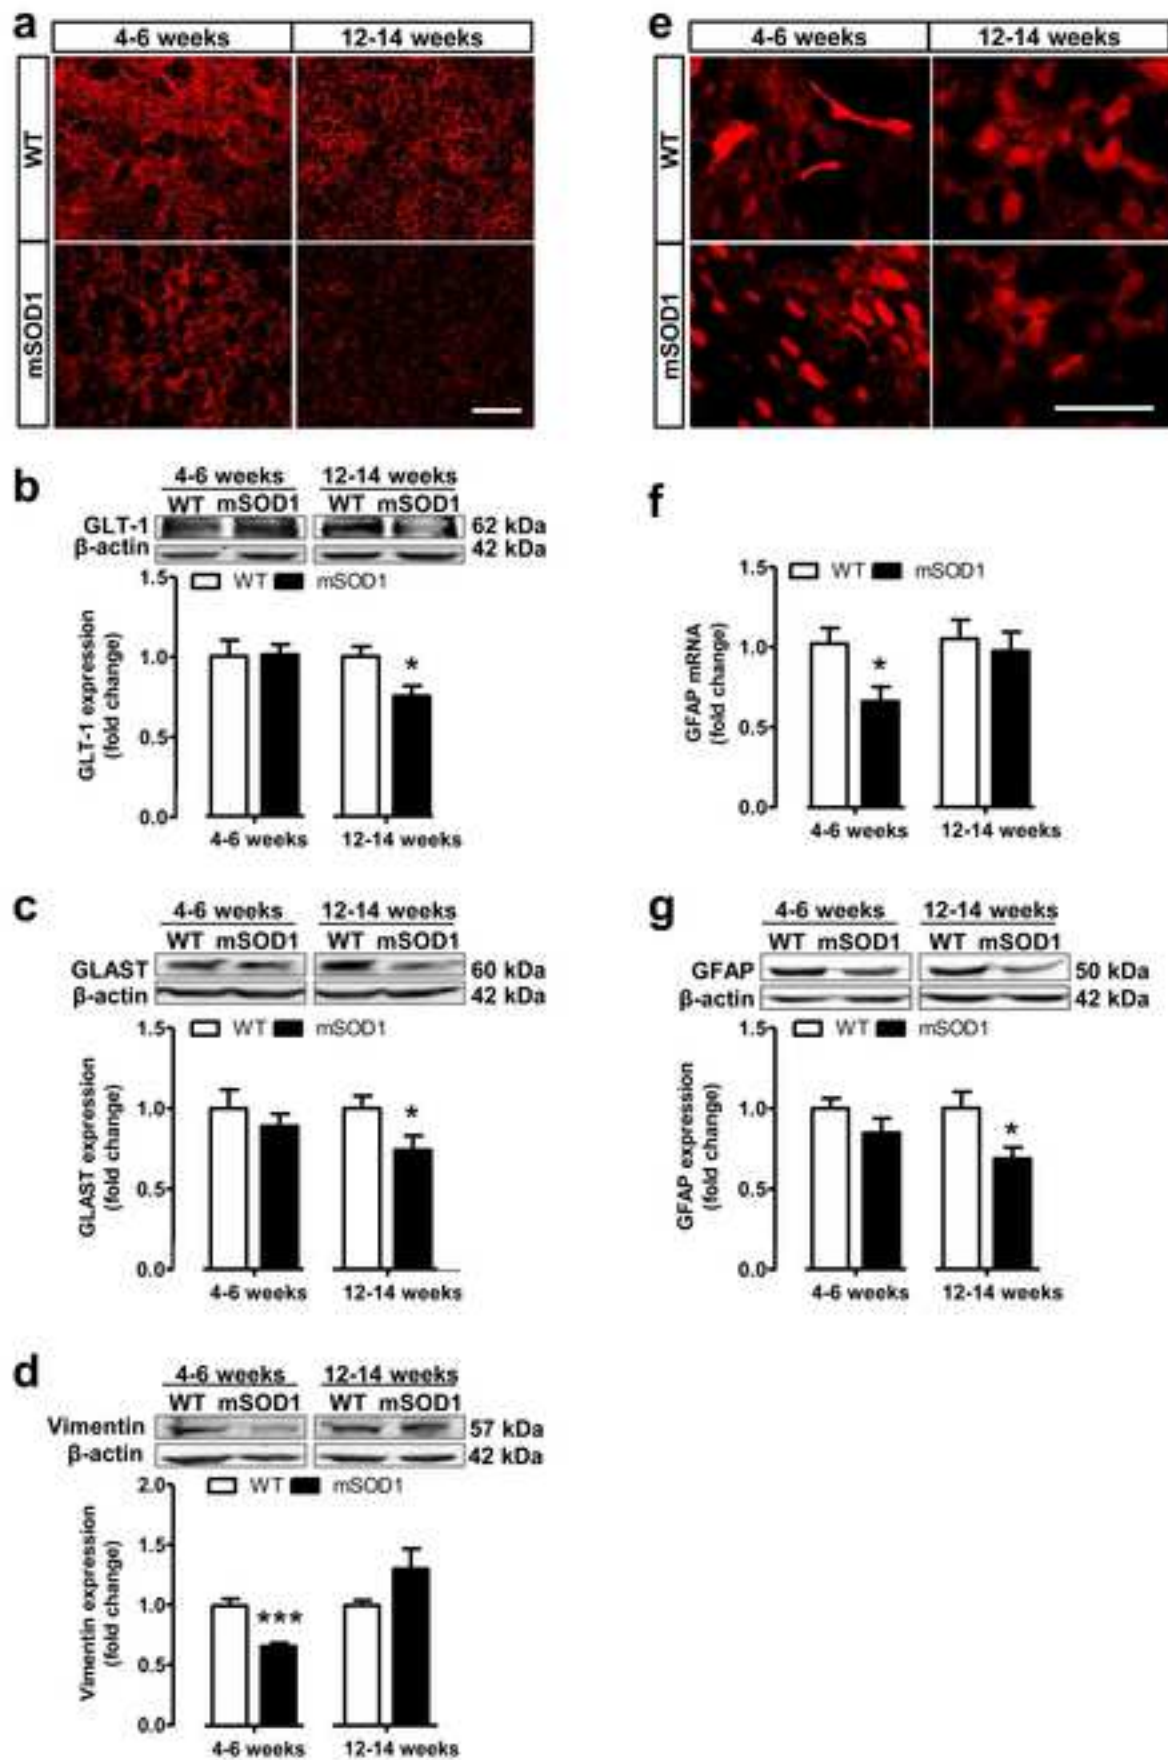 a
4-6 weeks 12-14 weeks
WT
mSOD1
b
4-6 weeks 12-14 weeks
WT mSOD1 WT mSOD1
GLT-1 62 kDa
β-actin 42 kDa
WT mSOD1
GLT-1 expression
(fold change)
1.5
1.0
0.5
0.0
*
4-6 weeks 12-14 weeks
c
4-6 weeks 12-14 weeks
WT mSOD1 WT mSOD1
GLAST 60 kDa
β-actin 42 kDa
WT mSOD1
GLAST expression
(fold change)
1.5
1.0
0.5
0.0
*
4-6 weeks 12-14 weeks
d
4-6 weeks 12-14 weeks
WT mSOD1 WT mSOD1
Vimentin 57 kDa
β-actin 42 kDa
WT mSOD1
Vimentin expression
(fold change)
2.0
1.5
1.0
0.5
0.0
***
4-6 weeks 12-14 weeks
e
4-6 weeks 12-14 weeks
WT
mSOD1
f
WT mSOD1
GFAP mRNA
(fold change)
1.5
1.0
0.5
0.0
*
4-6 weeks 12-14 weeks
g
4-6 weeks 12-14 weeks
WT mSOD1 WT mSOD1
GFAP 50 kDa
β-actin 42 kDa
WT mSOD1
GFAP expression
(fold change)
1.5
1.0
0.5
0.0
*
4-6 weeks 12-14 weeks